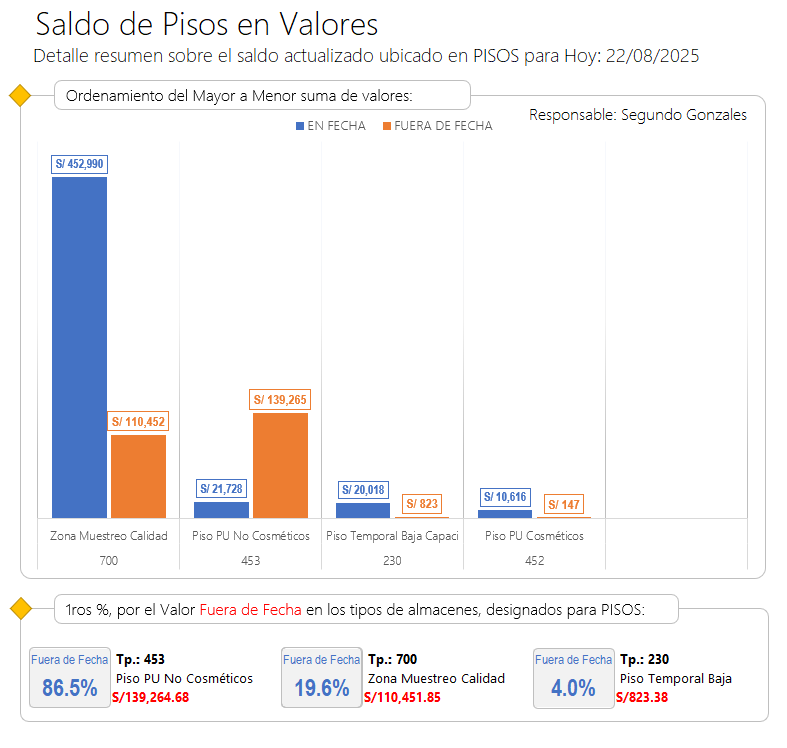 Saldo de Pisos en Valores
Detalle resumen sobre el saldo actualizado ubicado en PISOS para Hoy: 22/08/2025
Ordenamiento del Mayor a Menor suma de valores:
Responsable: Segundo Gonzales
EN FECHA FUERA DE FECHA
S/ 452,990
S/ 110,452
S/ 21,728
S/ 139,265
S/ 20,018
S/ 823
S/ 10,616
S/ 147
Zona Muestreo Calidad Piso PU No Cosméticos Piso Temporal Baja Capaci Piso PU Cosméticos
700 453 230 452
1ros %, por el Valor Fuera de Fecha en los tipos de almacenes, designados para PISOS:
Fuera de Fecha
86.5%
Tp.: 453
Piso PU No Cosméticos
S/139,264.68
Fuera de Fecha
19.6%
Tp.: 700
Zona Muestreo Calidad
S/110,451.85
Fuera de Fecha
4.0%
Tp.: 230
Piso Temporal Baja
S/823.38